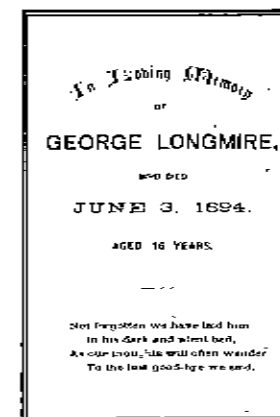 In Loving Memory
OF
GEORGE LONGMIRE,
WHO DIED
JUNE 3, 1894.
AGED 16 YEARS.
Not forgotten we have laid him
In his dark and silent bed,
As our thoughts will often wander
To the last good-bye we said.